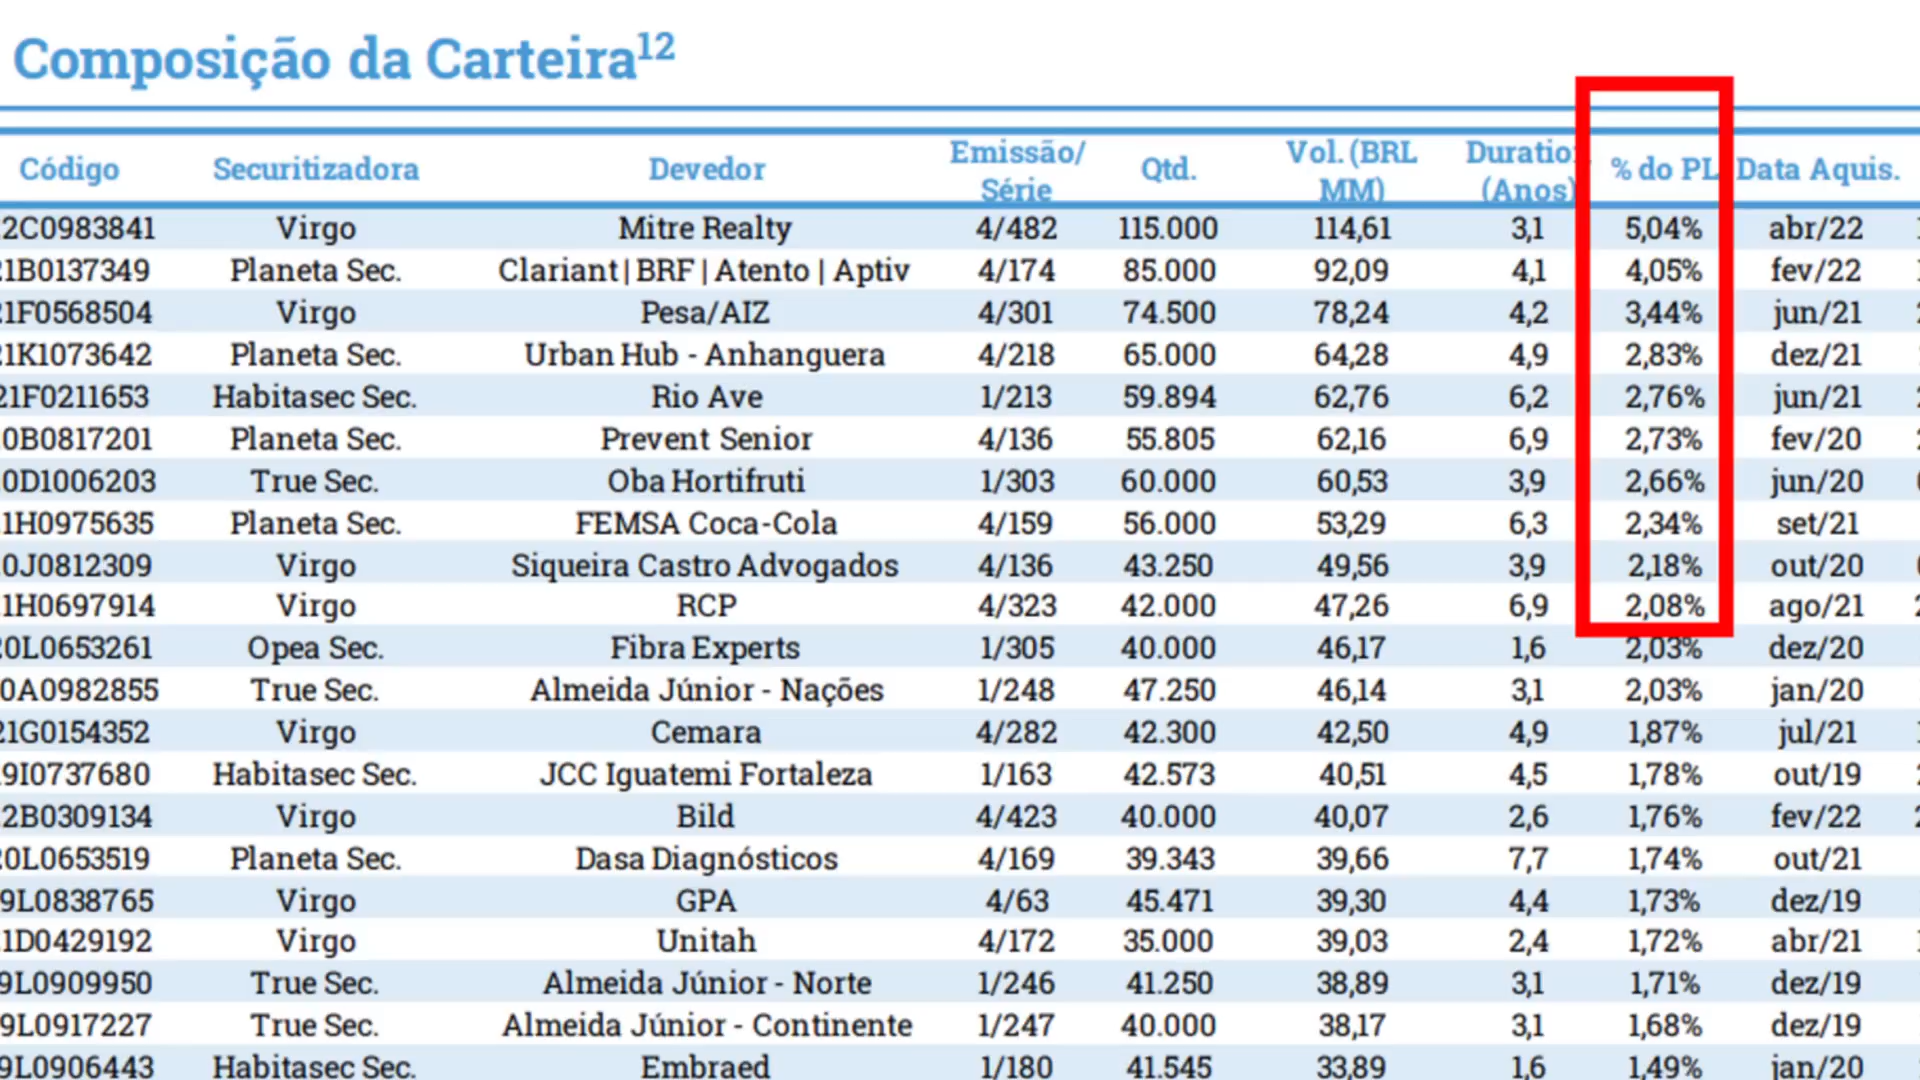 Composição da Carteira12
Código Securitizadora Devedor Emissão/ Série Qtd. Vol. (BRL MM) Duration (Anos) % do PL Data Aquis.
2C0983841 Virgo Mitre Realty 4/482 115.000 114,61 3,1 5,04% abr/22
21B0137349 Planeta Sec. Clariant | BRF | Atento | Aptiv 4/174 85.000 92,09 4,1 4,05% fev/22
21F0568504 Virgo Pesa/AIZ 4/301 74.500 78,24 4,2 3,44% jun/21
21K1073642 Planeta Sec. Urban Hub - Anhanguera 4/218 65.000 64,28 4,9 2,83% dez/21
21F0211653 Habitasec Sec. Rio Ave 1/213 59.894 62,76 6,2 2,76% jun/21
0B0817201 Planeta Sec. Prevent Senior 4/136 55.805 62,16 6,9 2,73% fev/20
0D1006203 True Sec. Oba Hortifruti 1/303 60.000 60,53 3,9 2,66% jun/20
1H0975635 Planeta Sec. FEMSA Coca-Cola 4/159 56.000 53,29 6,3 2,34% set/21
0J0812309 Virgo Siqueira Castro Advogados 4/136 43.250 49,56 3,9 2,18% out/20
1H0697914 Virgo RCP 4/323 42.000 47,26 6,9 2,08% ago/21
20L0653261 Opea Sec. Fibra Experts 1/305 40.000 46,17 1,6 2,03% dez/20
0A0982855 True Sec. Almeida Júnior - Nações 1/248 47.250 46,14 3,1 2,03% jan/20
21G0154352 Virgo Cemara 4/282 42.300 42,50 4,9 1,87% jul/21
9I0737680 Habitasec Sec. JCC Iguatemi Fortaleza 1/163 42.573 40,51 4,5 1,78% out/19
2B0309134 Virgo Bild 4/423 40.000 40,07 2,6 1,76% fev/22
20L0653519 Planeta Sec. Dasa Diagnósticos 4/169 39.343 39,66 7,7 1,74% out/21
9L0838765 Virgo GPA 4/63 45.471 39,30 4,4 1,73% dez/19
1D0429192 Virgo Unitah 4/172 35.000 39,03 2,4 1,72% abr/21
9L0909950 True Sec. Almeida Júnior - Norte 1/246 41.250 38,89 3,1 1,71% dez/19
9L0917227 True Sec. Almeida Júnior - Continente 1/247 40.000 38,17 3,1 1,68% dez/19
9L0906443 Habitasec Sec. Embraed 1/180 41.545 33,89 1,6 1,49% jan/20